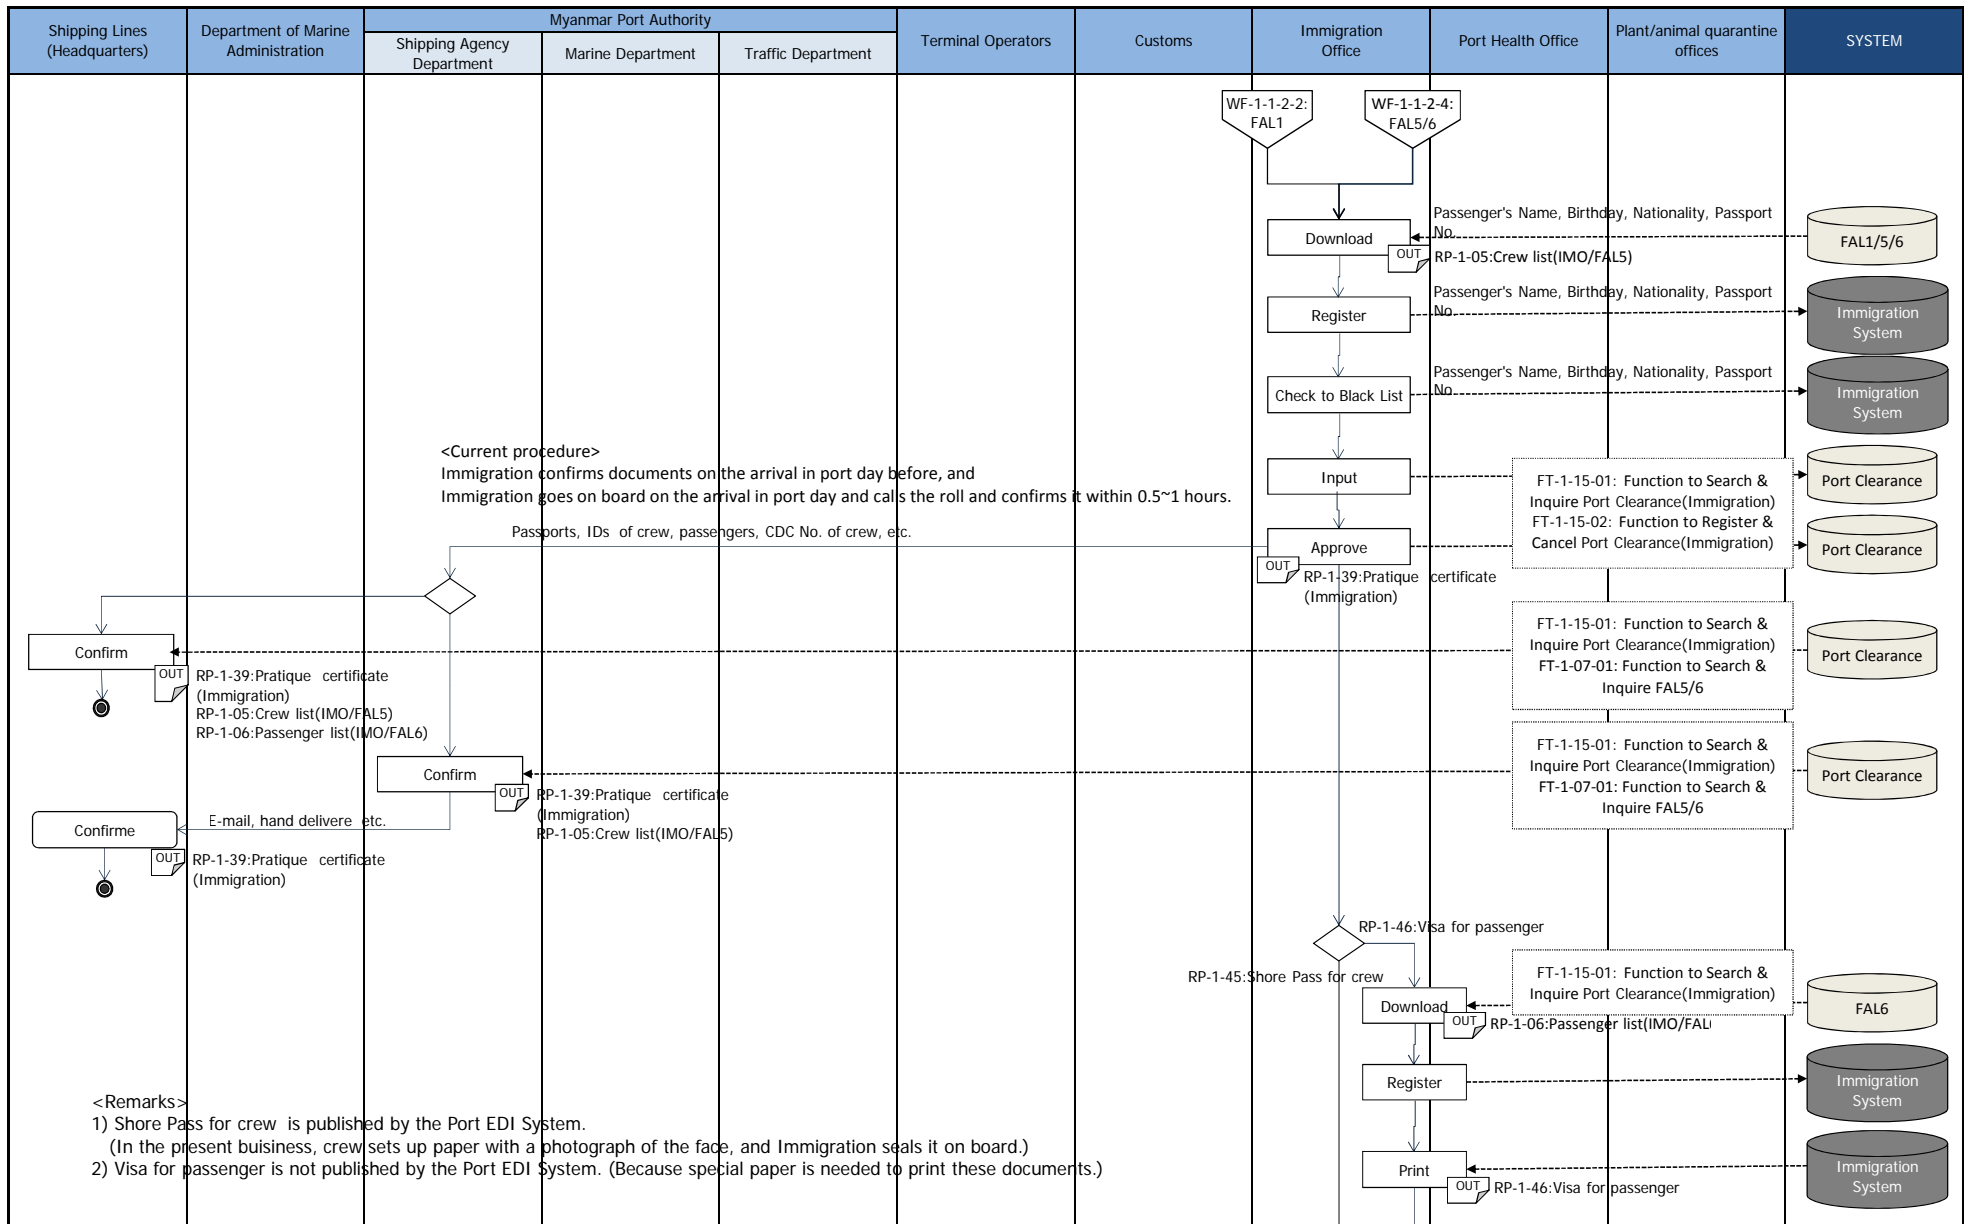 Shipping Lines
(Headquarters)
Department of Marine
Administration
Myanmar Port Authority
Shipping Agency
Department
Marine Department
Traffic Department
Terminal Operators
Customs
Immigration
Office
Port Health Office
Plant/animal quarantine
offices
SYSTEM
WF-1-1-2-2:
FAL1
WF-1-1-2-4:
FAL5/6
Passenger's Name, Birthday, Nationality, Passport
No.
Download
FAL1/5/6
OUT
RP-1-05:Crew list(IMO/FAL5)
Passenger's Name, Birthday, Nationality, Passport
No.
Register
Immigration
System
Passenger's Name, Birthday, Nationality, Passport
No.
Check to Black List
Immigration
System
<Current procedure>
Immigration confirms documents on the arrival in port day before, and
Immigration goes on board on the arrival in port day and calls the roll and confirms it within 0.5~1 hours.
Input
FT-1-15-01: Function to Search &
Inquire Port Clearance(Immigration)
FT-1-15-02: Function to Register &
Cancel Port Clearance(Immigration)
Port Clearance
Passports, IDs of crew, passengers, CDC No. of crew, etc.
Approve
Port Clearance
OUT
RP-1-39:Pratique certificate
(Immigration)
Confirm
FT-1-15-01: Function to Search &
Inquire Port Clearance(Immigration)
FT-1-07-01: Function to Search &
Inquire FAL5/6
Port Clearance
OUT
RP-1-39:Pratique certificate
(Immigration)
RP-1-05:Crew list(IMO/FAL5)
RP-1-06:Passenger list(IMO/FAL6)
Confirm
FT-1-15-01: Function to Search &
Inquire Port Clearance(Immigration)
FT-1-07-01: Function to Search &
Inquire FAL5/6
Port Clearance
OUT
RP-1-39:Pratique certificate
(Immigration)
RP-1-05:Crew list(IMO/FAL5)
Confirme
E-mail, hand delivere etc.
OUT
RP-1-39:Pratique certificate
(Immigration)
RP-1-46:Visa for passenger
RP-1-45:Shore Pass for crew
FT-1-15-01: Function to Search &
Inquire Port Clearance(Immigration)
Download
FAL6
OUT
RP-1-06:Passenger list(IMO/FAL
Register
Immigration
System
<Remarks>
1) Shore Pass for crew is published by the Port EDI System.
(In the present buisiness, crew sets up paper with a photograph of the face, and Immigration seals it on board.)
2) Visa for passenger is not published by the Port EDI System. (Because special paper is needed to print these documents.)
Print
Immigration
System
OUT
RP-1-46:Visa for passenger